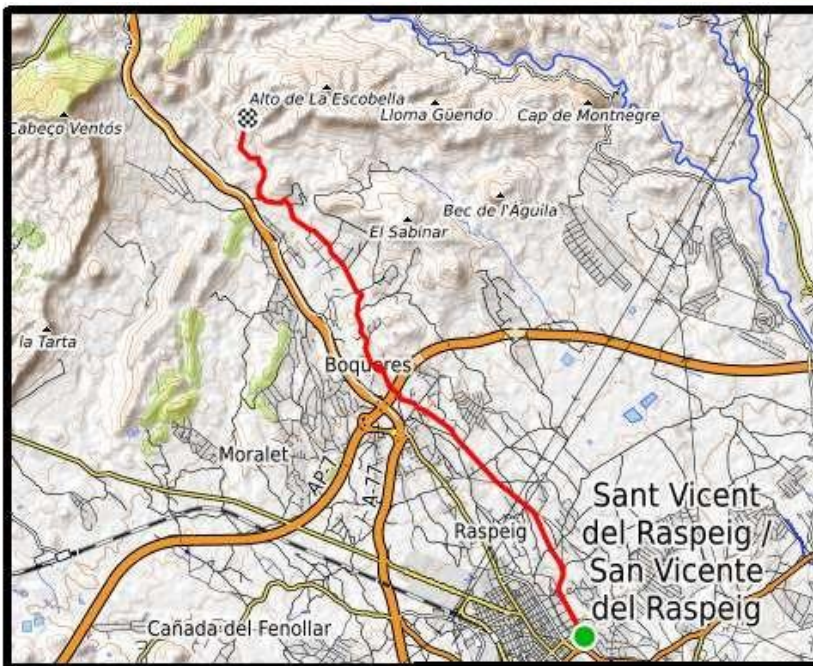 Alto de La Escobella
Cabeço Ventós
Lloma Güendo
Cap de Montnegre
Bec de l'Àguila
El Sabinar
la Tarta
Boqueres
Moralet
AP-7
A-77
Raspeig
Sant Vicent
del Raspeig /
San Vicente
del Raspeig
Cañada del Fenollar